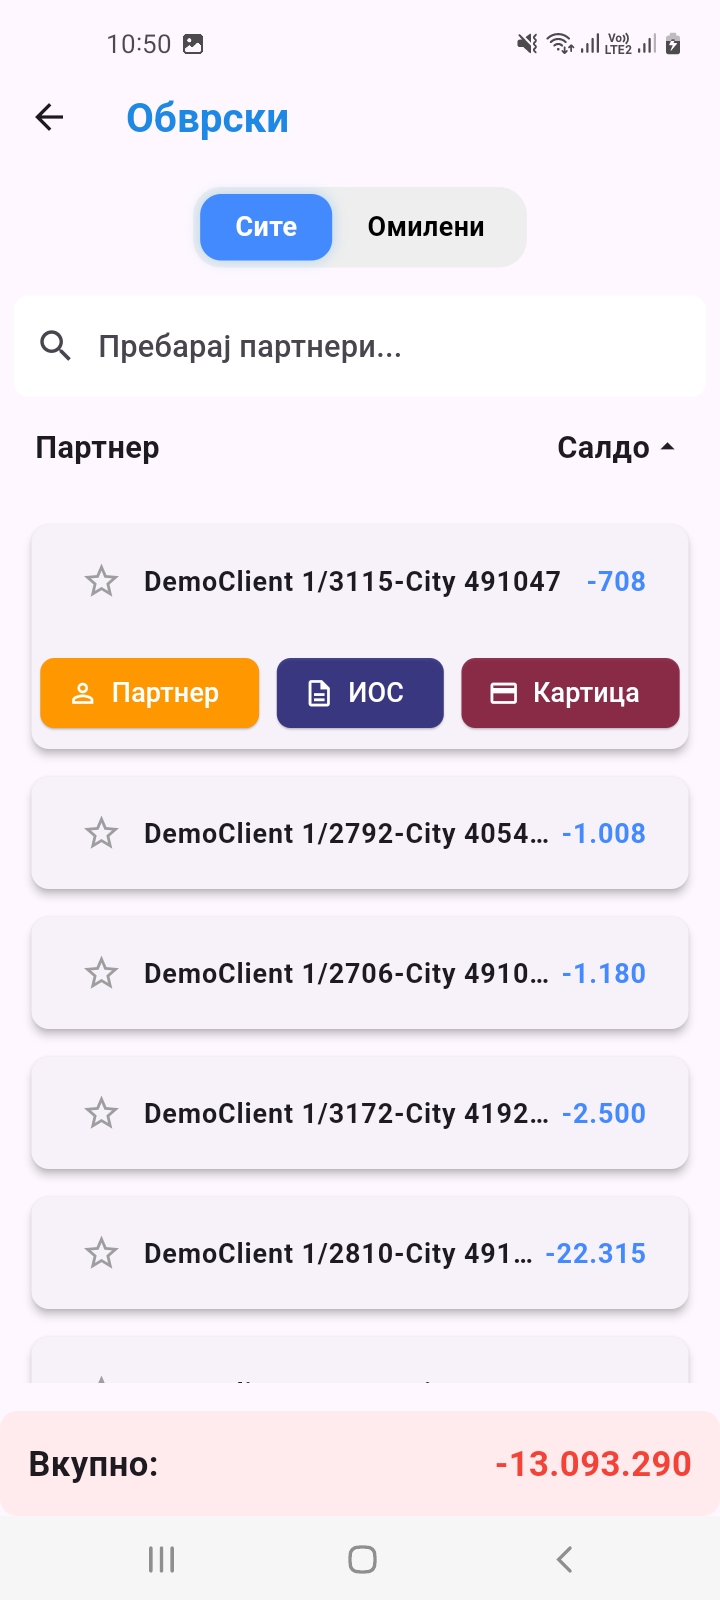 10:50 Vo)) LTE2
Обврски
Сите Омилени
Пребарај партнери...
Партнер Салдо
DemoClient 1/3115-City 491047 -708
Партнер ИОС Картица
DemoClient 1/2792-City 4054... -1.008
DemoClient 1/2706-City 4910... -1.180
DemoClient 1/3172-City 4192... -2.500
DemoClient 1/2810-City 491... -22.315
Вкупно: -13.093.290